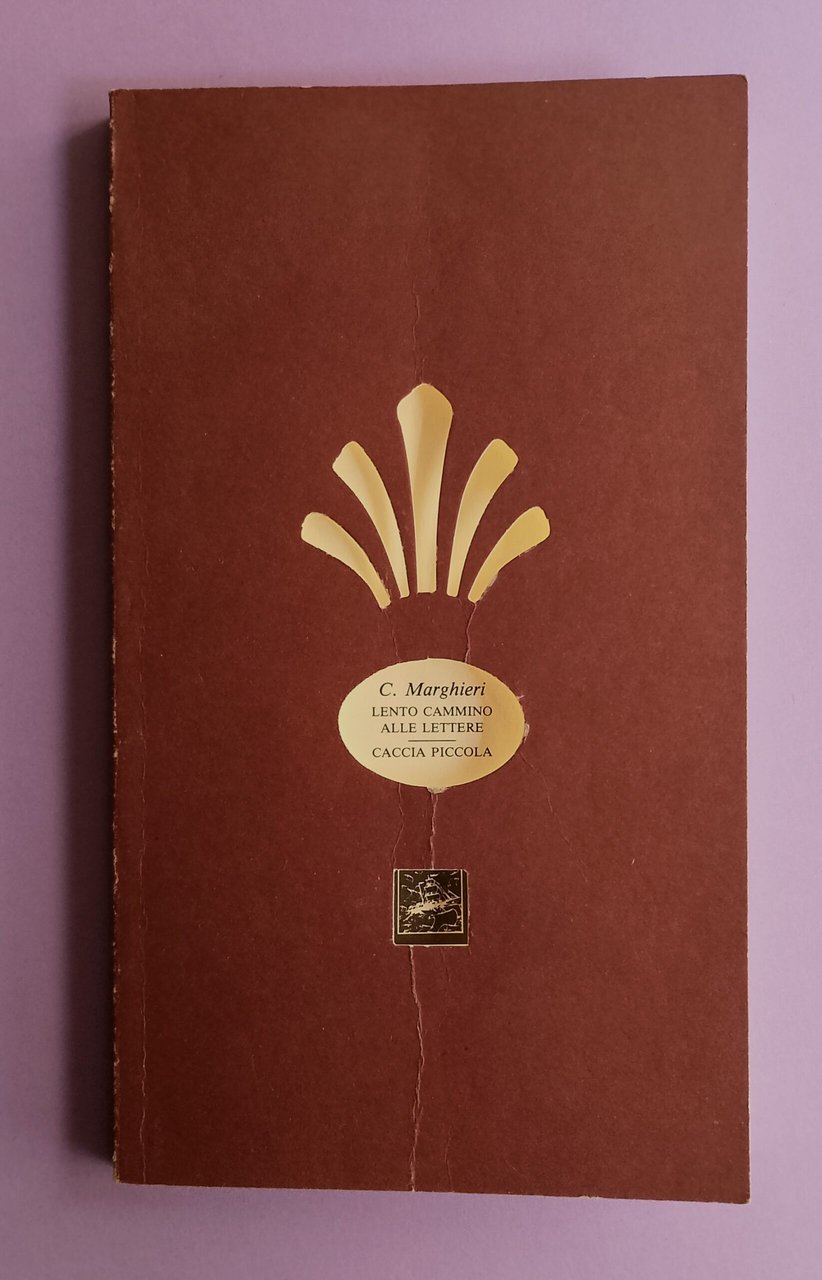 C. Marghieri
LENTO CAMMINO
ALLE LETTERE
CACCIA PICCOLA